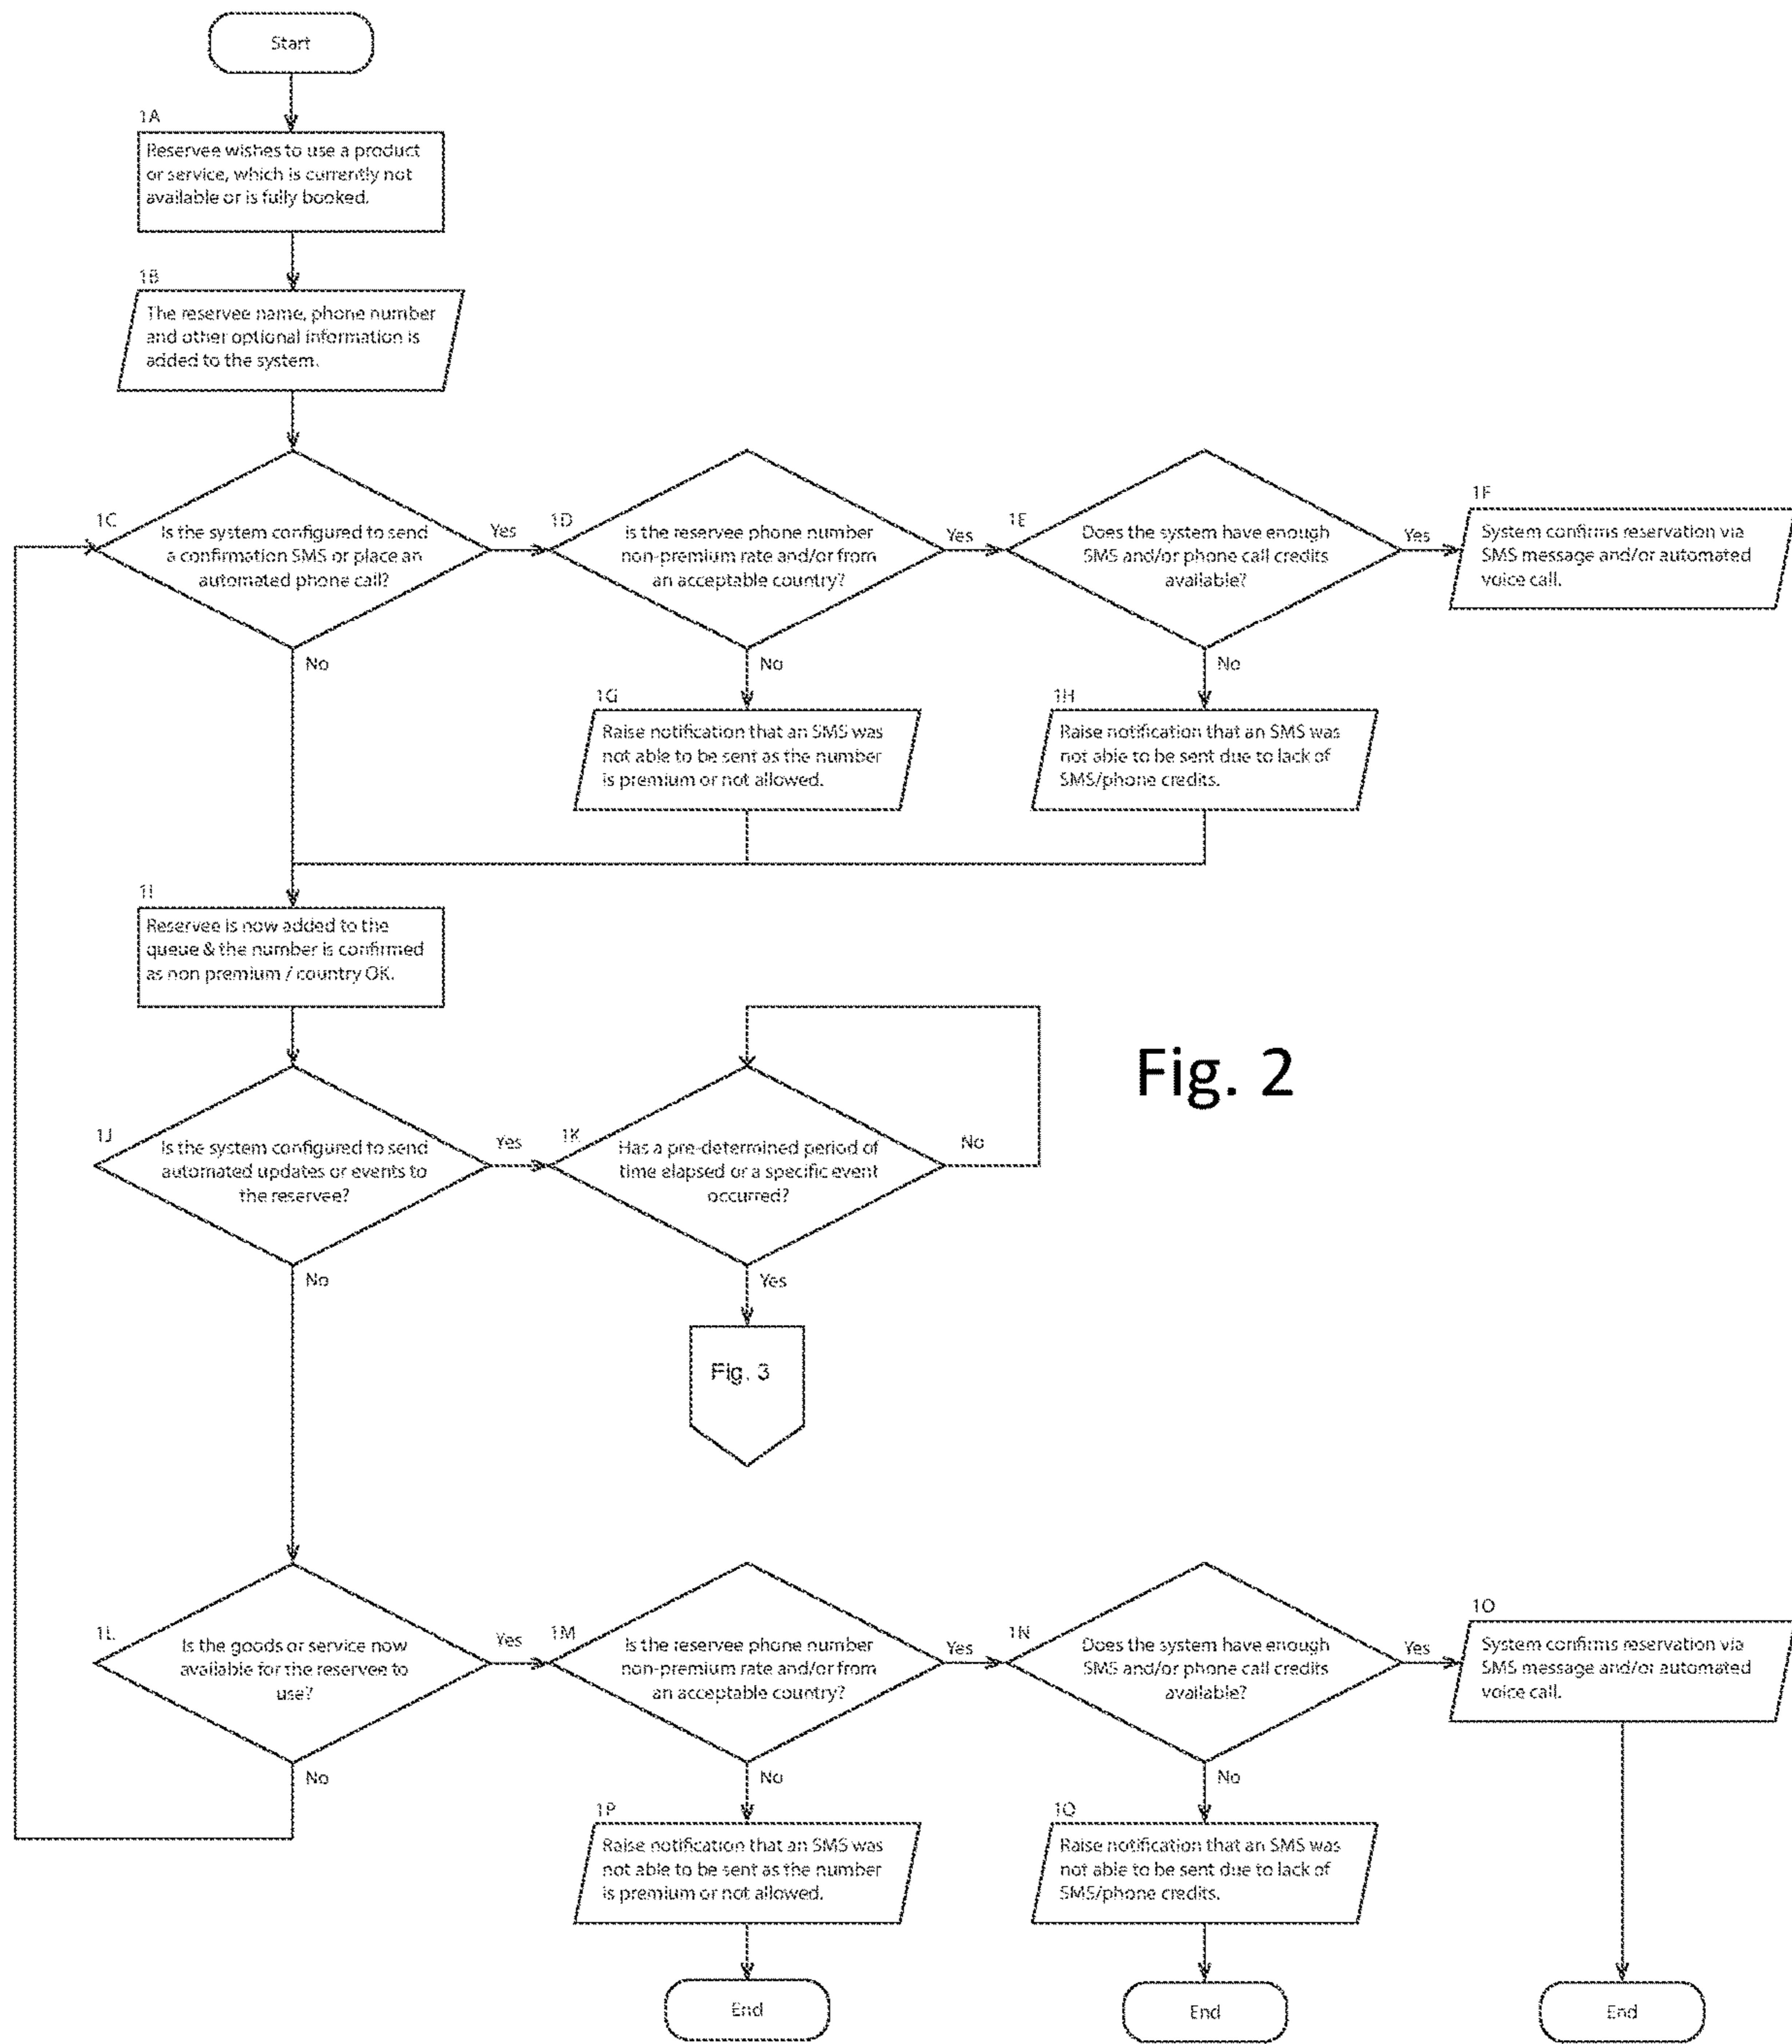 Start
1A
Reservee wishes to use a product
or service, which is currently not
available or is fully booked.
1B
The reservee name, phone number
and other optional information is
added to the system.
1C
Is the system configured to send
a confirmation SMS or place an
automated phone call?
Yes
No
1D
Is the reservee phone number
non-premium rate and/or from
an acceptable country?
Yes
No
1E
Does the system have enough
SMS and/or phone call credits
available?
Yes
No
1F
System confirms reservation via
SMS message and/or automated
voice call.
1G
Raise notification that an SMS was
not able to be sent as the number
is premium or not allowed.
1H
Raise notification that an SMS was
not able to be sent due to lack of
SMS/phone credits.
1I
Reservee is now added to the
queue & the number is confirmed
as non premium / country OK.
1J
Is the system configured to send
automated updates or events to
the reservee?
Yes
No
1K
Has a pre-determined period of
time elapsed or a specific event
occurred?
No
Yes
Fig. 2
Fig. 3
1L
Is the goods or service now
available for the reservee to
use?
Yes
No
1M
Is the reservee phone number
non-premium rate and/or from
an acceptable country?
Yes
No
1N
Does the system have enough
SMS and/or phone call credits
available?
Yes
No
1O
System confirms reservation via
SMS message and/or automated
voice call.
1P
Raise notification that an SMS was
not able to be sent as the number
is premium or not allowed.
1Q
Raise notification that an SMS was
not able to be sent due to lack of
SMS/phone credits.
End
End
End